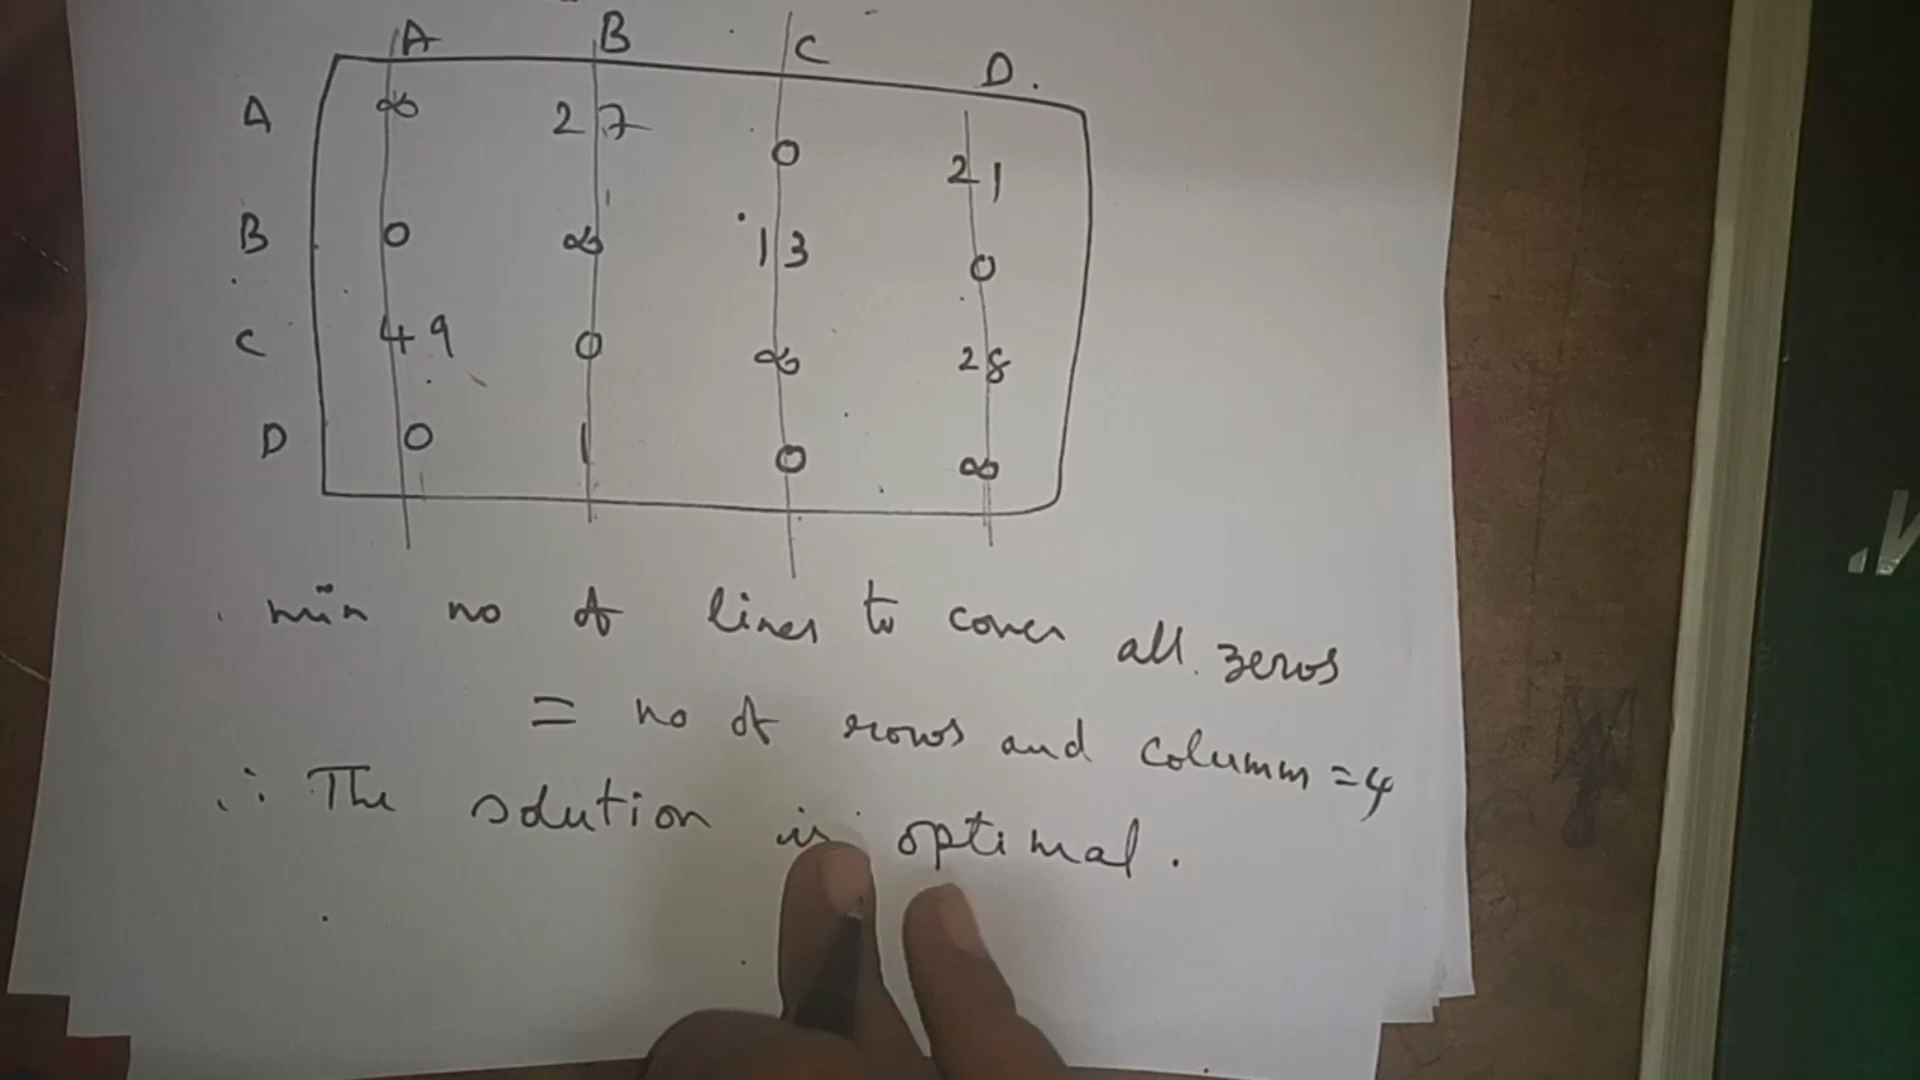 A B C D.
A ∞ 27 0 21
B 0 ∞ 13 0
C 49 0 ∞ 28
D 0 1 0 ∞
min no of lines to cover all zeros
= no of rows and column = 4
∴ The solution is optimal.